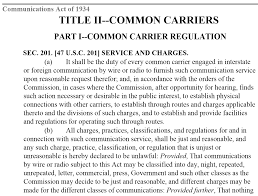 Communications Act of 1934
TITLE II--COMMON CARRIERS
PART I--COMMON CARRIER REGULATION
SEC. 201. [47 U.S.C. 201] SERVICE AND CHARGES.
(a) It shall be the duty of every common carrier engaged in interstate
or foreign communication by wire or radio to furnish such communication service
upon reasonable request therefor; and, in accordance with the orders of the
Commission, in cases where the Commission, after opportunity for hearing, finds
such action necessary or desirable in the public interest, to establish physical
connections with other carriers, to establish through routes and charges applicable
thereto and the divisions of such charges, and to establish and provide facilities and
regulations for operating such through routes.
(b) All charges, practices, classifications, and regulations for and in
connection with such communication service, shall be just and reasonable, and
any such charge, practice, classification, or regulation that is unjust or
unreasonable is hereby declared to be unlawful: Provided, That communications
by wire or radio subject to this Act may be classified into day, night, repeated,
unrepeated, letter, commercial, press, Government and such other classes as the
Commission may decide to be just and reasonable, and different charges may be
made for the different classes of communications: Provided further, That nothing